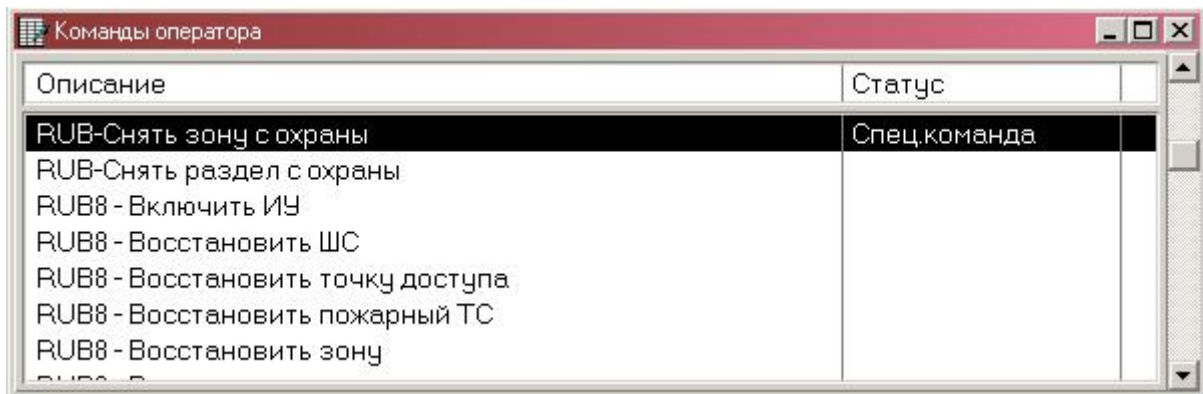 Команды оператора
Описание Статус
RUB-Снять зону с охраны Спец.команда
RUB-Снять раздел с охраны
RUB8 - Включить ИУ
RUB8 - Восстановить ШС
RUB8 - Восстановить точку доступа
RUB8 - Восстановить пожарный ТС
RUB8 - Восстановить зону